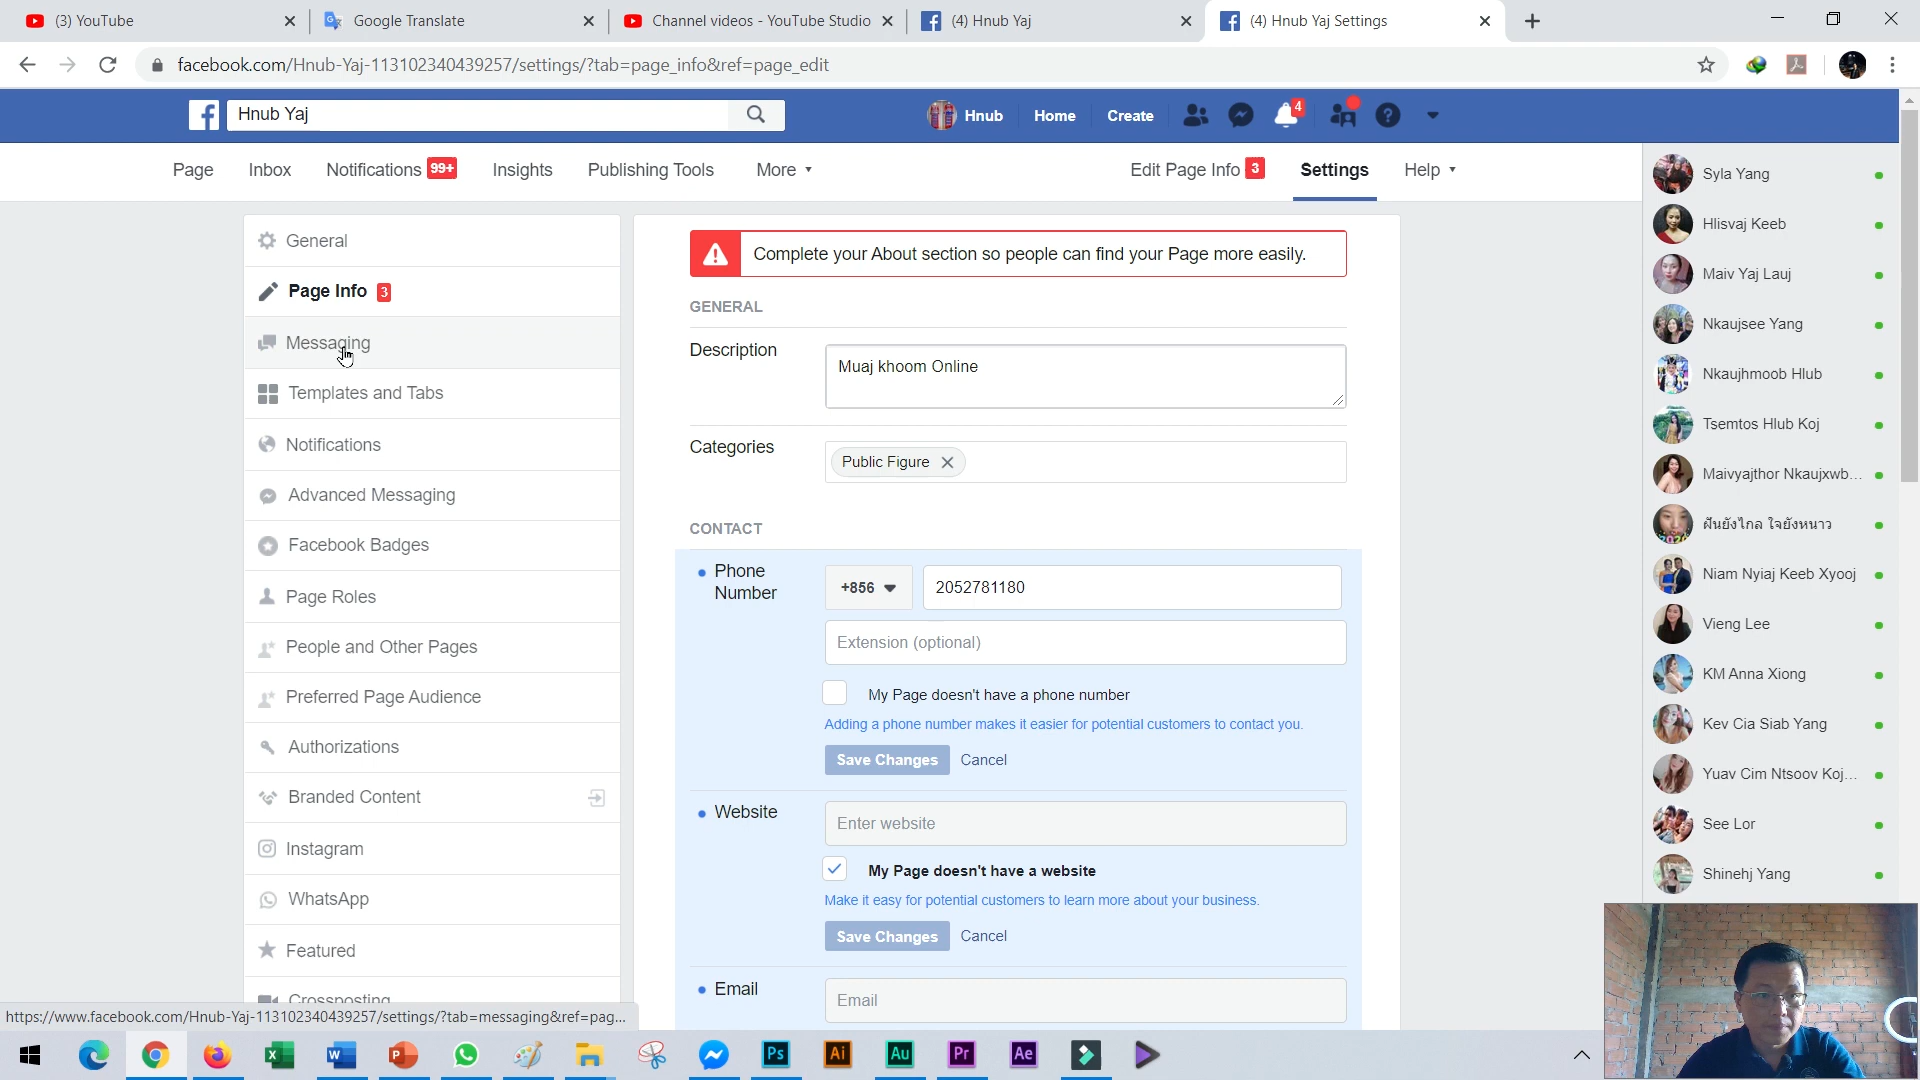 (3) YouTube
Google Translate
Channel videos - YouTube Studio
(4) Hnub Yaj
(4) Hnub Yaj Settings
facebook.com/Hnub-Yaj-113102340439257/settings/?tab=page_info&ref=page_edit
Hnub Yaj
Hnub
Home
Create
4
Page
Inbox
Notifications 99+
Insights
Publishing Tools
More
Edit Page Info 3
Settings
Help
General
Page Info 3
Messaging
Templates and Tabs
Notifications
Advanced Messaging
Facebook Badges
Page Roles
People and Other Pages
Preferred Page Audience
Authorizations
Branded Content
Instagram
WhatsApp
Featured
Crossposting
Complete your About section so people can find your Page more easily.
GENERAL
Description
Muaj khoom Online
Categories
Public Figure
CONTACT
Phone Number
+856
2052781180
Extension (optional)
My Page doesn't have a phone number
Adding a phone number makes it easier for potential customers to contact you.
Save Changes
Cancel
Website
Enter website
My Page doesn't have a website
Make it easy for potential customers to learn more about your business.
Save Changes
Cancel
Email
Email
Syla Yang
Hlisvaj Keeb
Maiv Yaj Lauj
Nkaujsee Yang
Nkaujhmoob Hlub
Tsemtos Hlub Koj
Maivyajthor Nkaujxwb...
ฝันยังไกล ใจยังหนาว
Niam Nyiaj Keeb Xyooj
Vieng Lee
KM Anna Xiong
Kev Cia Siab Yang
Yuav Cim Ntsoov Koj...
See Lor
Shinehj Yang
https://www.facebook.com/Hnub-Yaj-113102340439257/settings/?tab=messaging&ref=pag...
Ps
Ai
Au
Pr
Ae